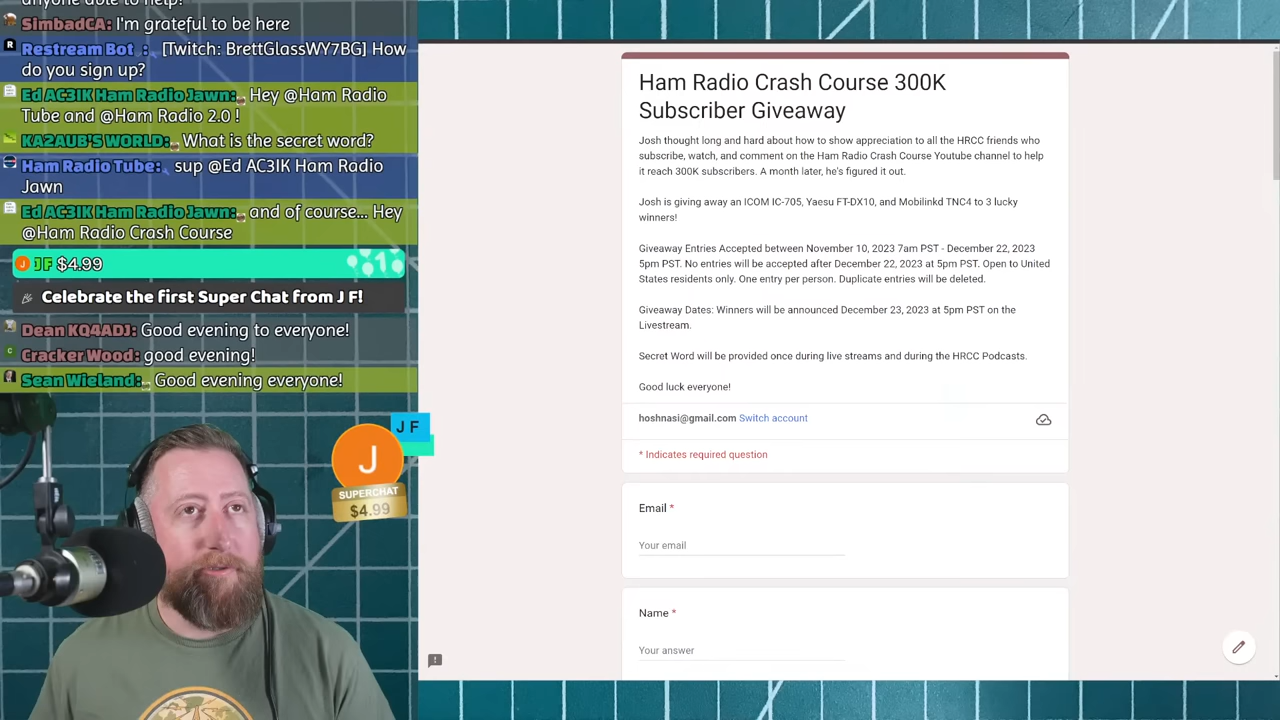 anyone able to help!
SimbadCA: I'm grateful to be here
Restream Bot : [Twitch: BrettGlassWY7BG] How
do you sign up?
Ed AC3IK Ham Radio Jawn: Hey @Ham Radio
Tube and @Ham Radio 2.0 !
KA2AUB'S WORLD: What is the secret word?
Ham Radio Tube: sup @Ed AC3IK Ham Radio
Jawn
Ed AC3IK Ham Radio Jawn: and of course... Hey
@Ham Radio Crash Course
J JF $4.99
Celebrate the first Super Chat from J F!
Dean KQ4ADJ: Good evening to everyone!
Cracker Wood: good evening!
Sean Wieland: Good evening everyone!
J F
J
SUPERCHAT
$4.99
Ham Radio Crash Course 300K
Subscriber Giveaway
Josh thought long and hard about how to show appreciation to all the HRCC friends who
subscribe, watch, and comment on the Ham Radio Crash Course Youtube channel to help
it reach 300K subscribers. A month later, he's figured it out.
Josh is giving away an ICOM IC-705, Yaesu FT-DX10, and Mobilinkd TNC4 to 3 lucky
winners!
Giveaway Entries Accepted between November 10, 2023 7am PST - December 22, 2023
5pm PST. No entries will be accepted after December 22, 2023 at 5pm PST. Open to United
States residents only. One entry per person. Duplicate entries will be deleted.
Giveaway Dates: Winners will be announced December 23, 2023 at 5pm PST on the
Livestream.
Secret Word will be provided once during live streams and during the HRCC Podcasts.
Good luck everyone!
hoshnasi@gmail.com Switch account
* Indicates required question
Email *
Your email
Name *
Your answer